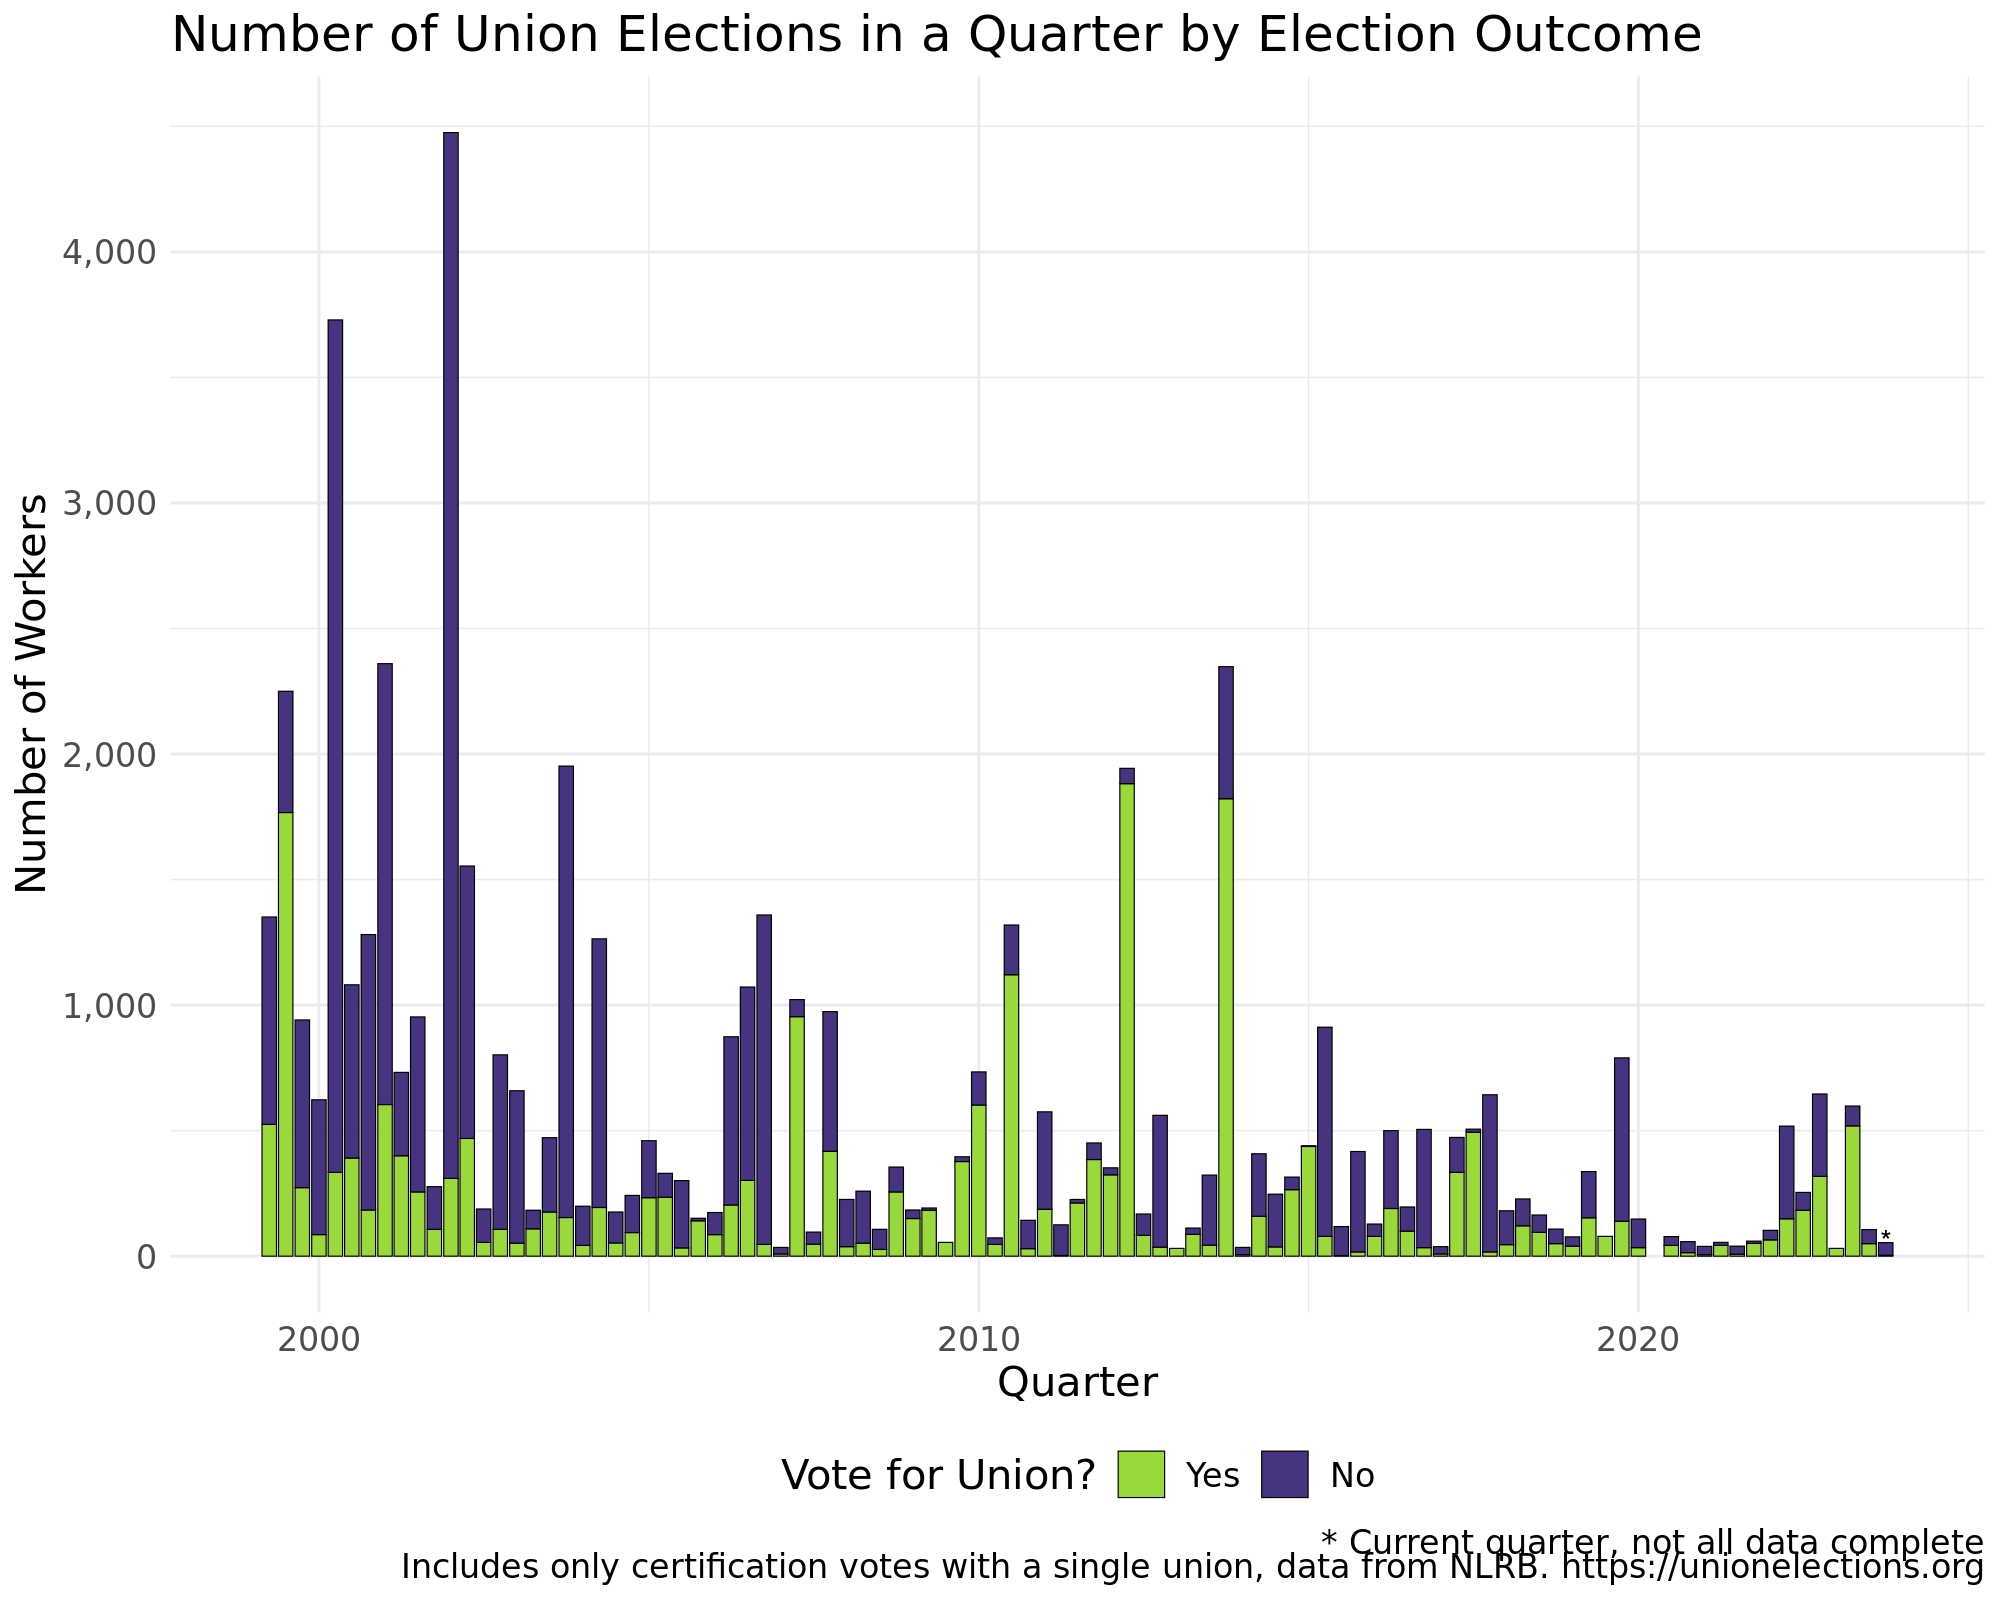 Number of Union Elections in a Quarter by Election Outcome
Number of Workers
4,000
3,000
2,000
1,000
0
*
2000
2010
2020
Quarter
Vote for Union?
Yes
No
* Current quarter, not all data complete
Includes only certification votes with a single union, data from NLRB. https://unionelections.org